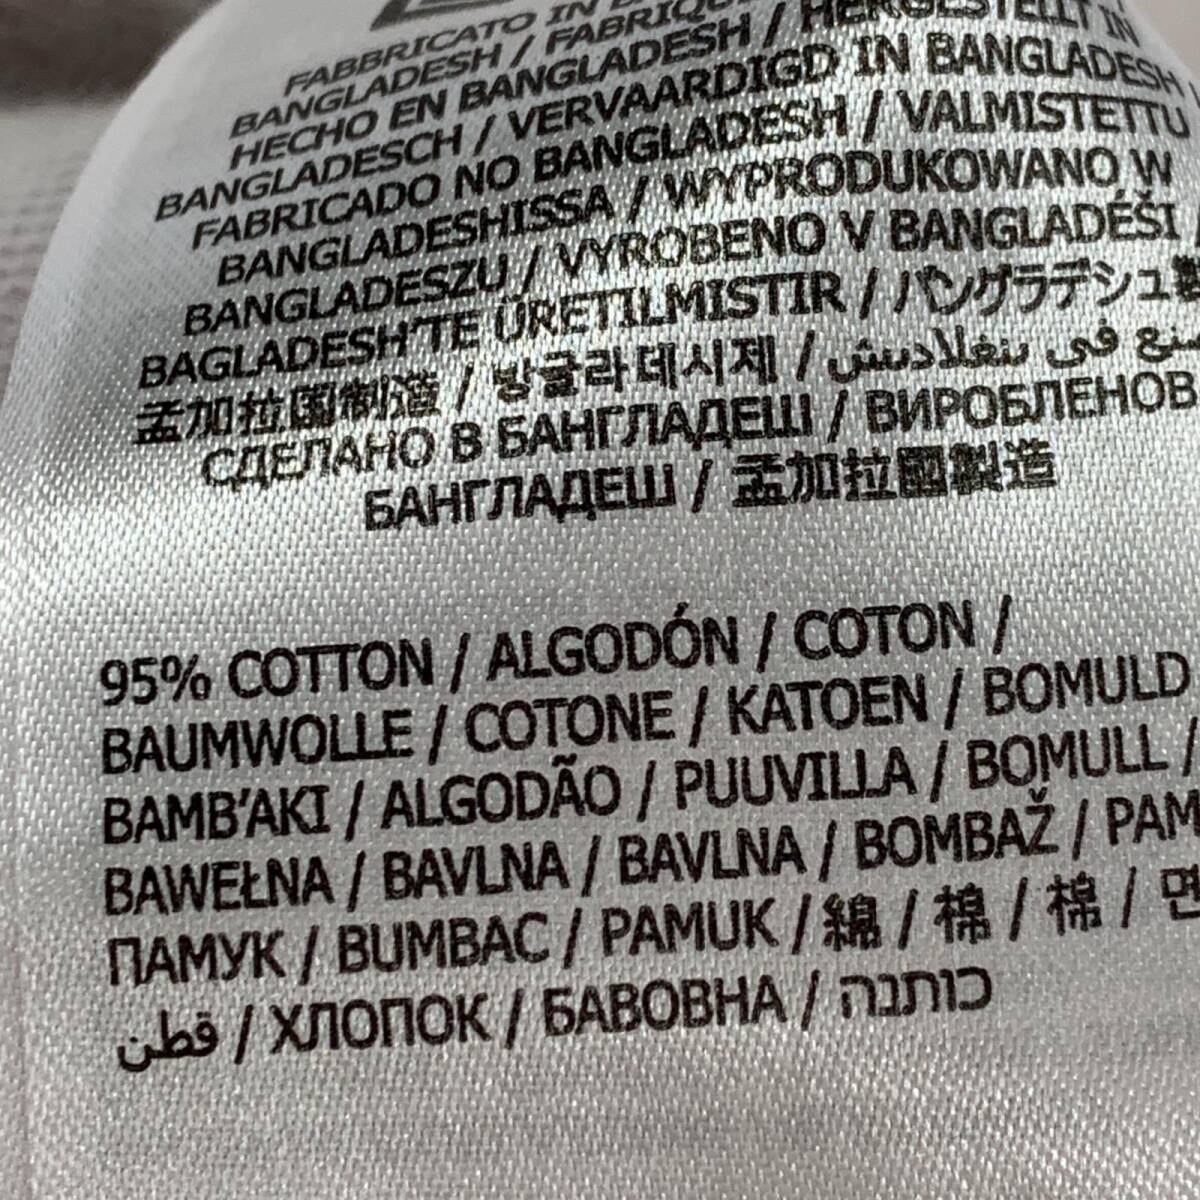 FABBRICATO IN
BANGLADESH / FABRIQU
HECHO EN BANGLADESH / HERGESTELLT IN
BANGLADESCH / VERVAARDIGD IN BANGLADESH
FABRICADO NO BANGLADESH / VALMISTETTU
BANGLADESHISSA / WYPRODUKOWANO W
BANGLADESZU / VYROBENO V BANGLADÉŠI
BAGLADESH'TE ÜRETILMISTIR / バングラデシュ製
孟加拉国制造 / 방글라데시제 / صنع في بنغلاديش
СДЕЛАНО В БАНГЛАДЕШ / ВИРОБЛЕНОВ
БАНГЛАДЕШ / 孟加拉國製造
95% COTTON / ALGODÓN / COTON /
BAUMWOLLE / COTONE / KATOEN / BOMULD
BAMB'AKI / ALGODÃO / PUUVILLA / BOMULL /
BAWEŁNA / BAVLNA / BAVLNA / BOMBAŽ / PAM
ПАМУК / BUMBAC / PAMUK / 綿 / 棉 / 棉 / 면
قطن / ХЛОПОК / БАВОВНА / כותנה